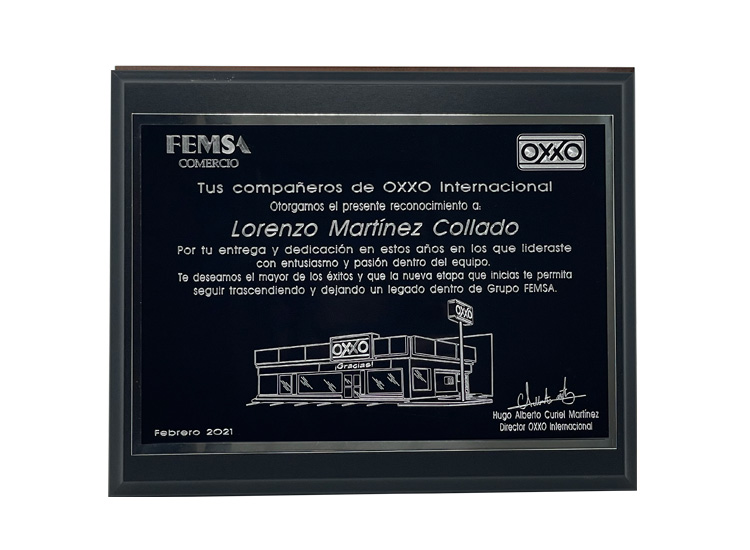 FEMSA
COMERCIO
OXXO
Tus compañeros de OXXO Internacional
Otorgamos el presente reconocimiento a:
Lorenzo Martínez Collado
Por tu entrega y dedicación en estos años en los que lideraste
con entusiasmo y pasión dentro del equipo.
Te deseamos el mayor de los éxitos y que la nueva etapa que inicias te permita
seguir trascendiendo y dejando un legado dentro de Grupo FEMSA.
OXXO
OXXO
¡Gracias!
Hugo Alberto Curiel Martínez
Director OXXO Internacional
Febrero 2021